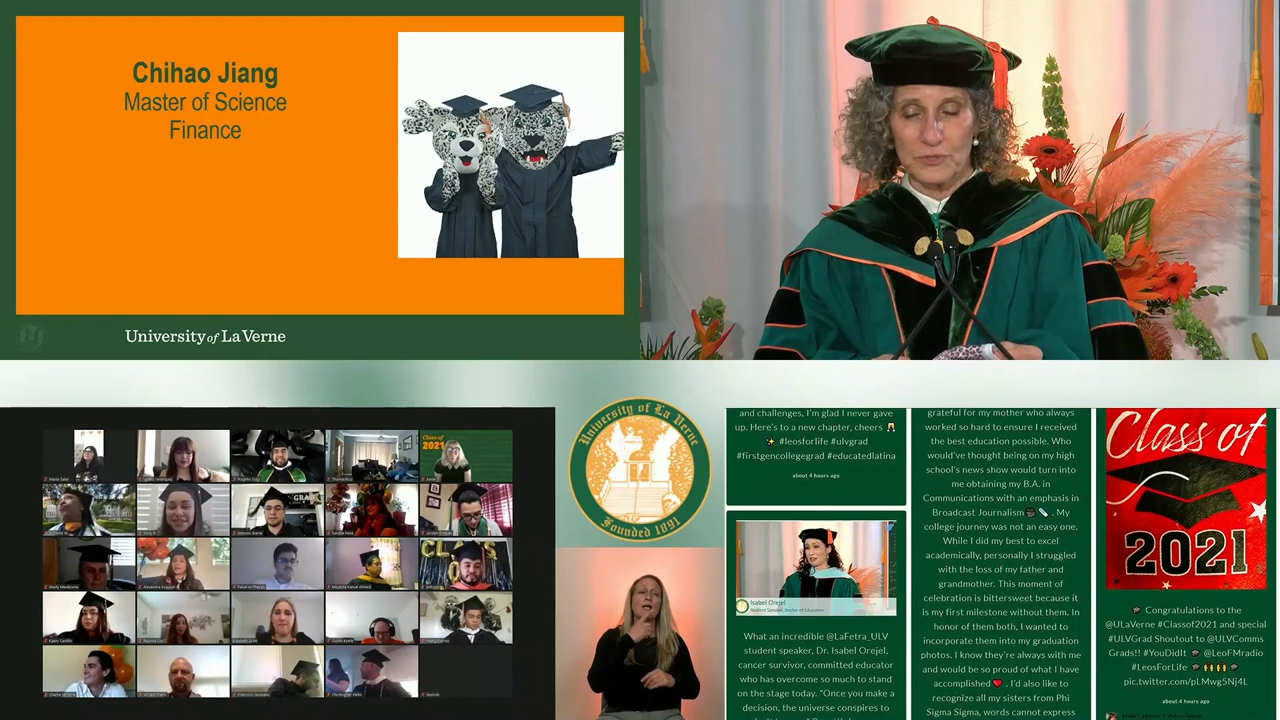 Chihao Jiang
Master of Science
Finance
University of La Verne
Class of
2021
University of La Verne
Founded 1891
and challenges, I'm glad I never gave
up. Here's to a new chapter, cheers 🥂
✨ #leosforlife #ulvgrad
#firstgencollegegrad #educatedlatina
about 4 hours ago
Isabel Orejel
Student Speaker, Doctor of Education
What an incredible @LaFetra_ULV
student speaker, Dr. Isabel Orejel,
cancer survivor, committed educator
who has overcome so much to stand
on the stage today. "Once you make a
decision, the universe conspires to
grateful for my mother who always
worked so hard to ensure I received
the best education possible. Who
would've thought being on my high
school's news show would turn into
me obtaining my B.A. in
Communications with an emphasis in
Broadcast Journalism 🎥 🎤 . My
college journey was not an easy one.
While I did my best to excel
academically, personally I struggled
with the loss of my father and
grandmother. This moment of
celebration is bittersweet because it
is my first milestone without them. In
honor of them both, I wanted to
incorporate them into my graduation
photos. I know they're always with me
and would be so proud of what I have
accomplished ❤️ . I'd also like to
recognize all my sisters from Phi
Sigma Sigma, words cannot express
Class of
2021
🎓 Congratulations to the
@ULaVerne #Classof2021 and special
#ULVGrad Shoutout to @ULVComms
Grads!! #YouDidIt 🎓 @LeoFMradio
#LeosForLife 🎓 🙌 🙌 🎓
pic.twitter.com/pLMwg5Nj4L
about 4 hours ago